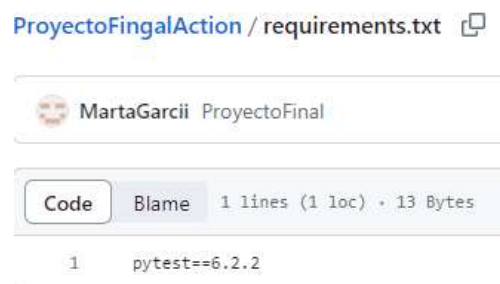 ProyectoFingalAction / requirements.txt
MartaGarcii ProyectoFinal
Code Blame 1 lines (1 loc) · 13 Bytes
1 pytest==6.2.2